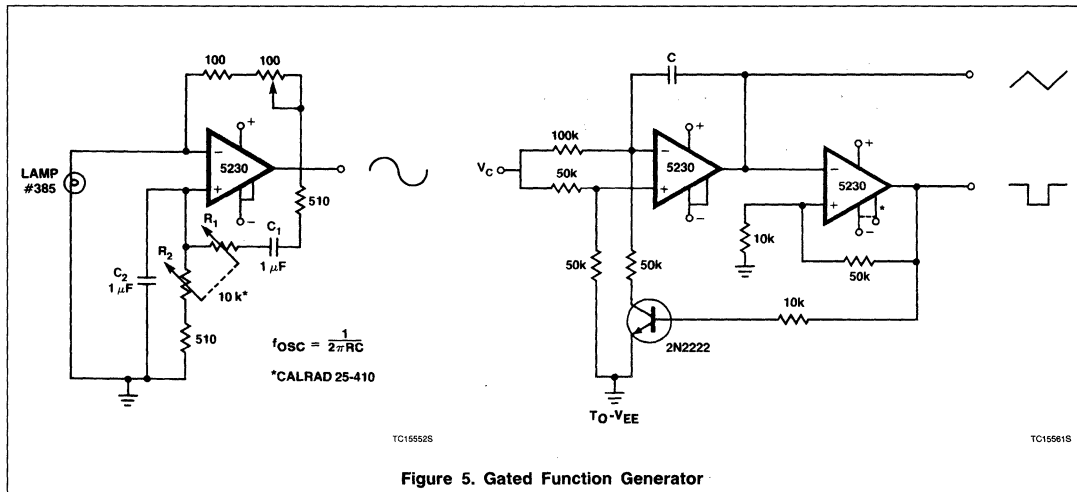 100
100
5230
−
+
+
−
LAMP
#385
510
R1
C1
1 μF
R2
C2
1 μF
10 k*
510
fOSC = 1/2πRC
*CALRAD 25-410
TC15552S
C
VC
100k
50k
5230
−
+
+
−
5230
−
+
+
−
*
10k
50k
50k
50k
10k
2N2222
TO-VEE
TC15561S
Figure 5. Gated Function Generator